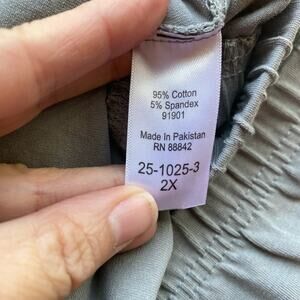 95% Cotton
5% Spandex
91901
Made In Pakistan
RN 88842
25-1025-3
2X